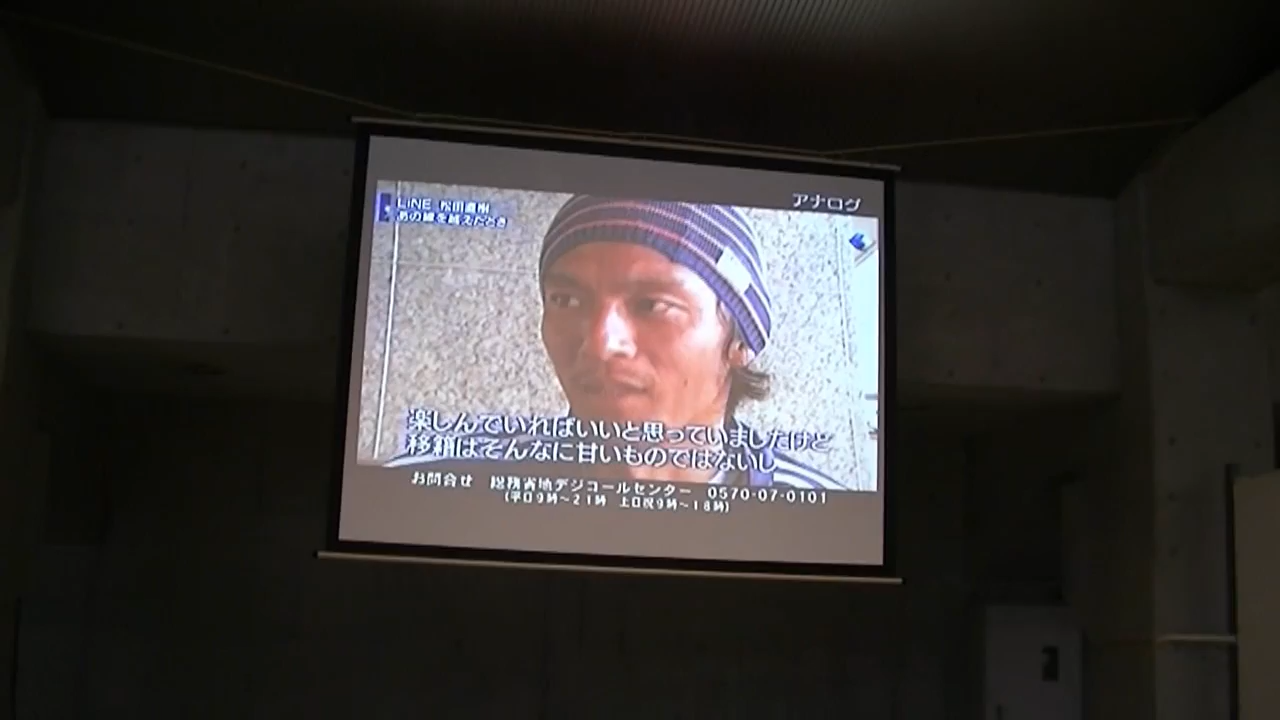 アナログ
LINE 松田直樹
あの線を越えたとき
楽しんでいればいいと思っていましたけど
移籍はそんなに甘いものではないし
お問合せ 総務省地デジコールセンター 0570-07-0101
(平日9時～21時 土日祝9時～18時)